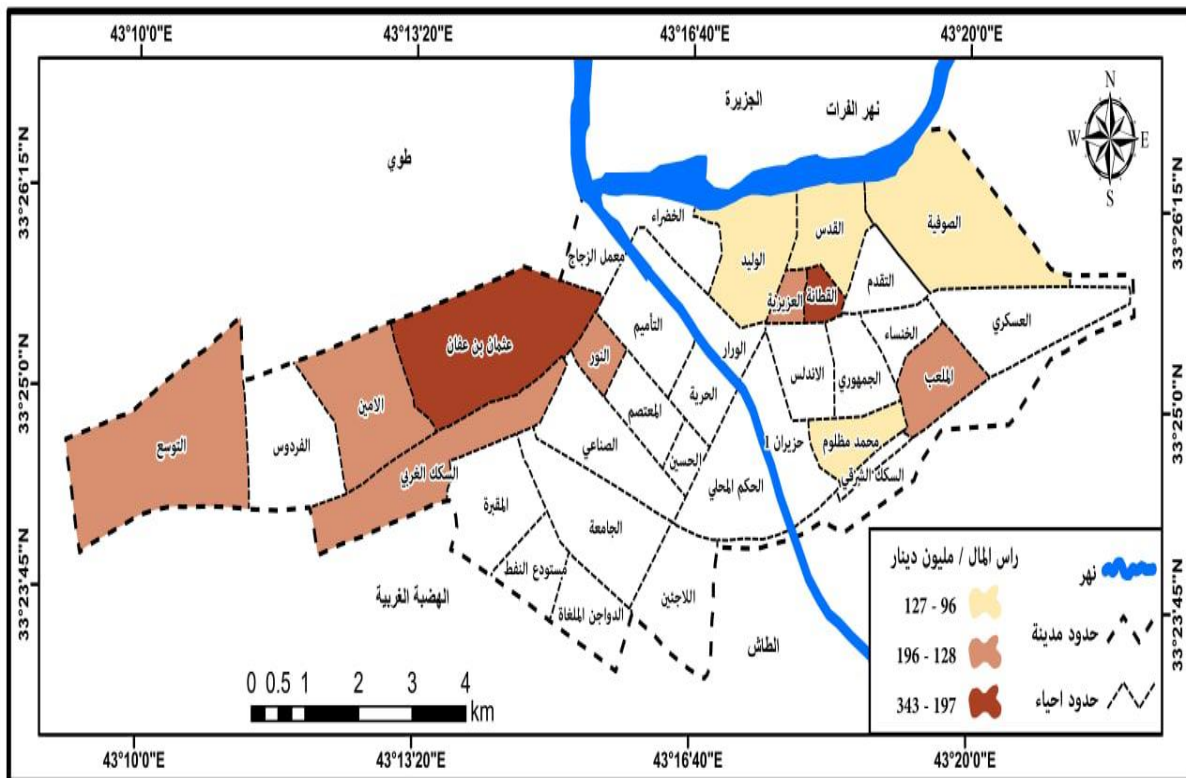 43°10'0"E 43°13'20"E 43°16'40"E 43°20'0"E
33°26'15"N
33°25'0"N
33°23'45"N
33°26'15"N
33°25'0"N
33°23'45"N
N
W E
S
الجزيرة
نهر الفرات
طوي
الخضراء
معمل الزجاج
الوليد
القدس
الصوفية
التقدم
العزيزية
القطانة
العسكري
الخنساء
الملعب
الجمهوري
الاندلس
الورار
التأميم
النور
عثمان بن عفان
الامين
الفردوس
التوسع
السكك الغربي
المعتصم
الحرية
الحسين
الصناعي
الحكم المحلي
حزيران 1
محمد مظلوم
السكك الشرقي
المقبرة
الجامعة
مستودع النفط
الدواجن الملغاة
اللاجئين
الطاش
الهضبة الغربية
راس المال / مليون دينار
127 - 96
196 - 128
343 - 197
نهر
حدود مدينة
حدود احياء
0 0.5 1 2 3 4
km
43°10'0"E 43°13'20"E 43°16'40"E 43°20'0"E